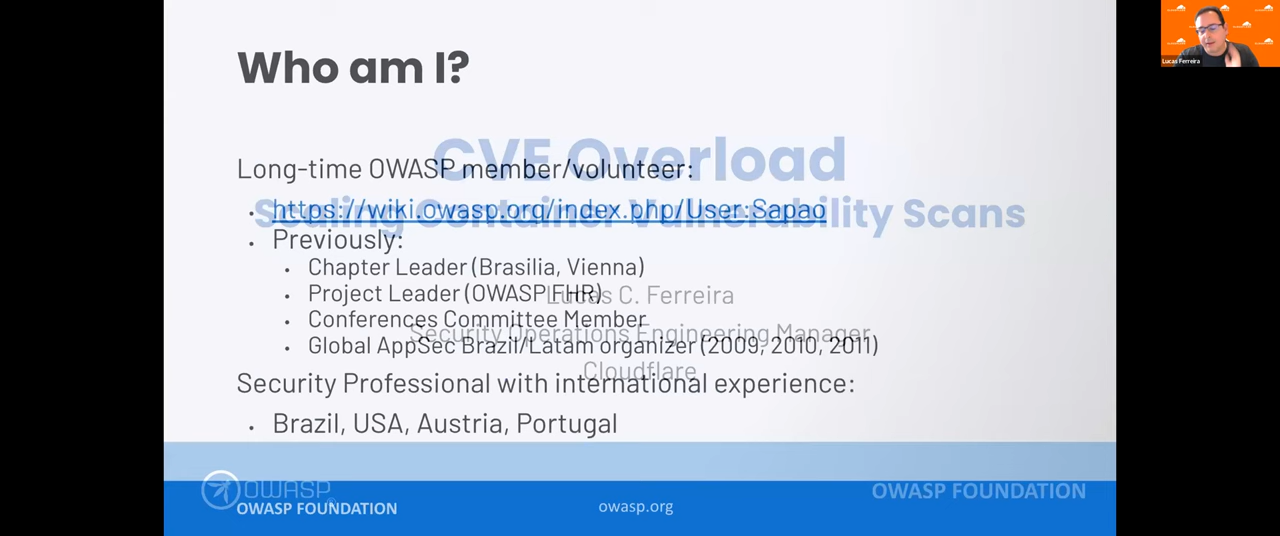 Who am I?
CVE Overload
Long-time OWASP member/volunteer:
Scaling Container Vulnerability Scans
• https://wiki.owasp.org/index.php/User:Sapao
• Previously:
• Chapter Leader (Brasilia, Vienna)
• Project Leader (OWASP FHR)
Lucas C. Ferreira
• Conferences Committee Member
Security Operations Engineering Manager
• Global AppSec Brazil/Latam organizer (2009, 2010, 2011)
Cloudflare
Security Professional with international experience:
• Brazil, USA, Austria, Portugal
OWASP
OWASP FOUNDATION
owasp.org
OWASP FOUNDATION
Lucas Ferreira